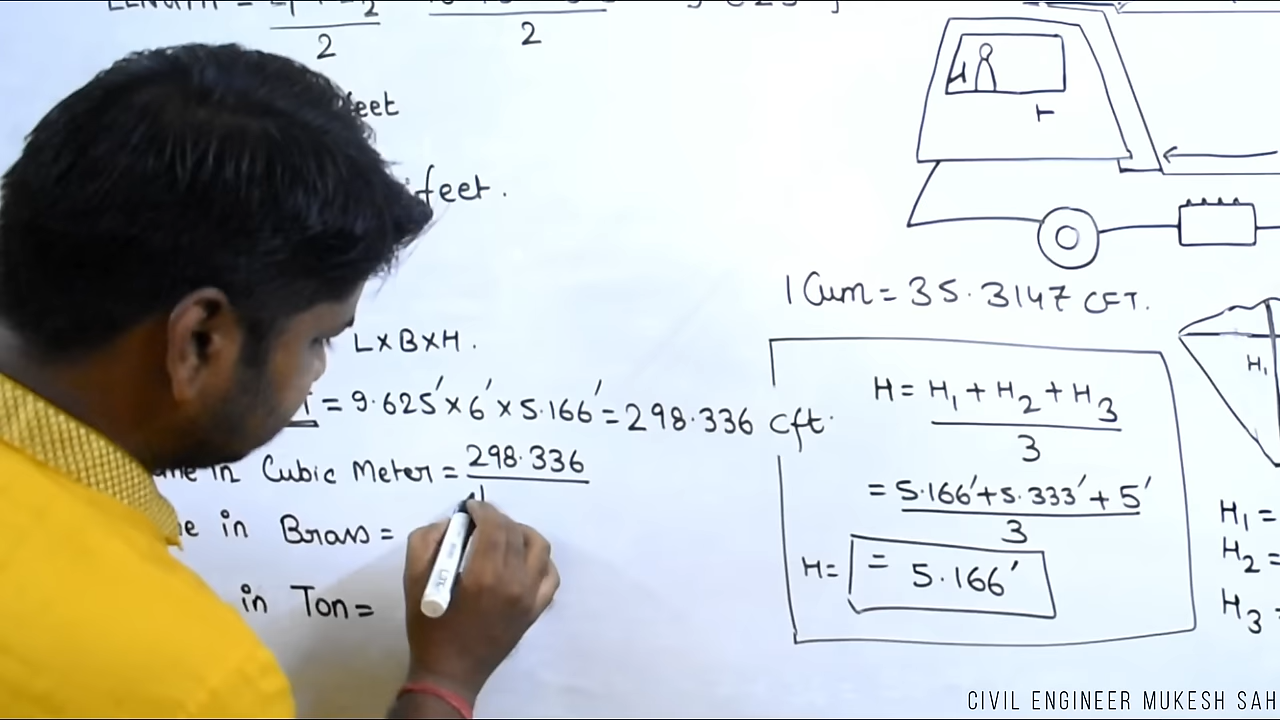 2
2
feet
feet.
1 Cum = 35.3147 CFT.
L×B×H.
= 9.625'×6'×5.166'=298.336 cft.
in Cubic Meter = 298.336
in Brass =
in Ton =
H = H₁ + H₂ + H₃
3
= 5.166'+5.333'+5'
3
H= = 5.166'
H₁
H₁ =
H₂ =
H₃
CIVIL ENGINEER MUKESH SAH